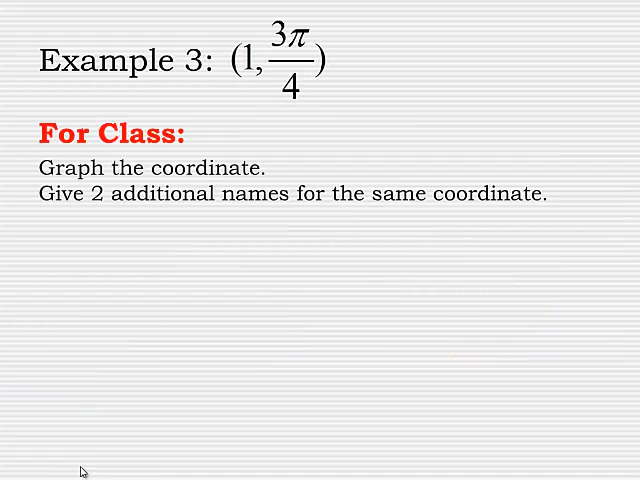 Example 3: (1, 3π/4)
For Class:
Graph the coordinate.
Give 2 additional names for the same coordinate.